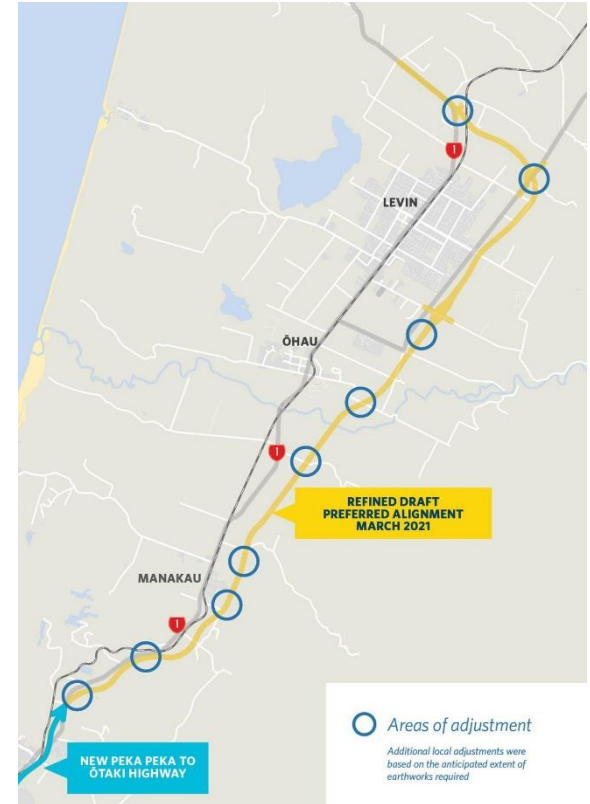 1
LEVIN
ŌHAU
1
REFINED DRAFT
PREFERRED ALIGNMENT
MARCH 2021
MANAKAU
1
NEW PEKA PEKA TO
ŌTAKI HIGHWAY
Areas of adjustment
Additional local adjustments were
based on the anticipated extent of
earthworks required